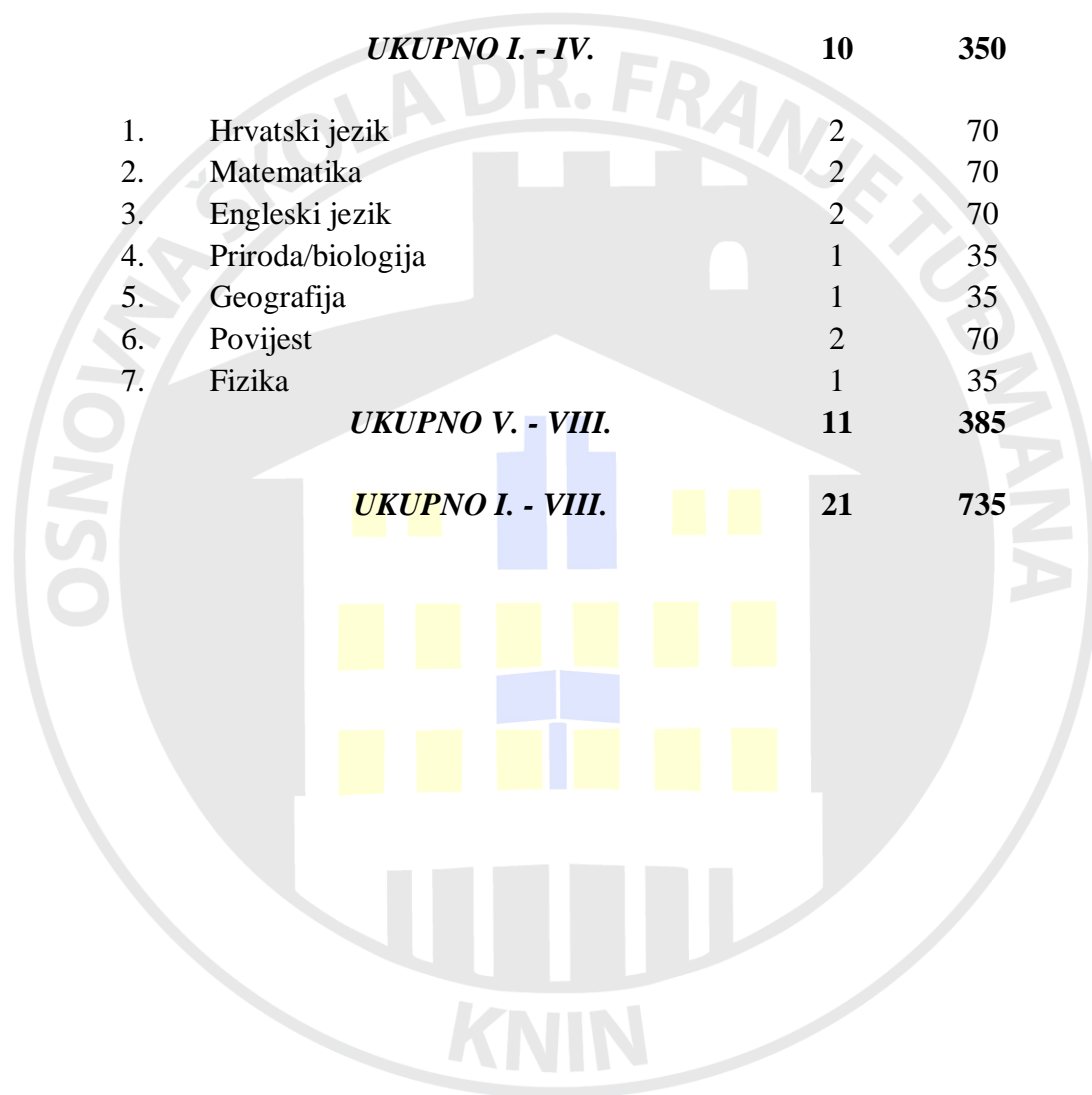 UKUPNO I. - IV. 10 350
1. Hrvatski jezik 2 70
2. Matematika 2 70
3. Engleski jezik 2 70
4. Priroda/biologija 1 35
5. Geografija 1 35
6. Povijest 2 70
7. Fizika 1 35
UKUPNO V. - VIII. 11 385
UKUPNO I. - VIII. 21 735
OSNOVNA ŠKOLA DR. FRANJE TUĐMANA
KNIN